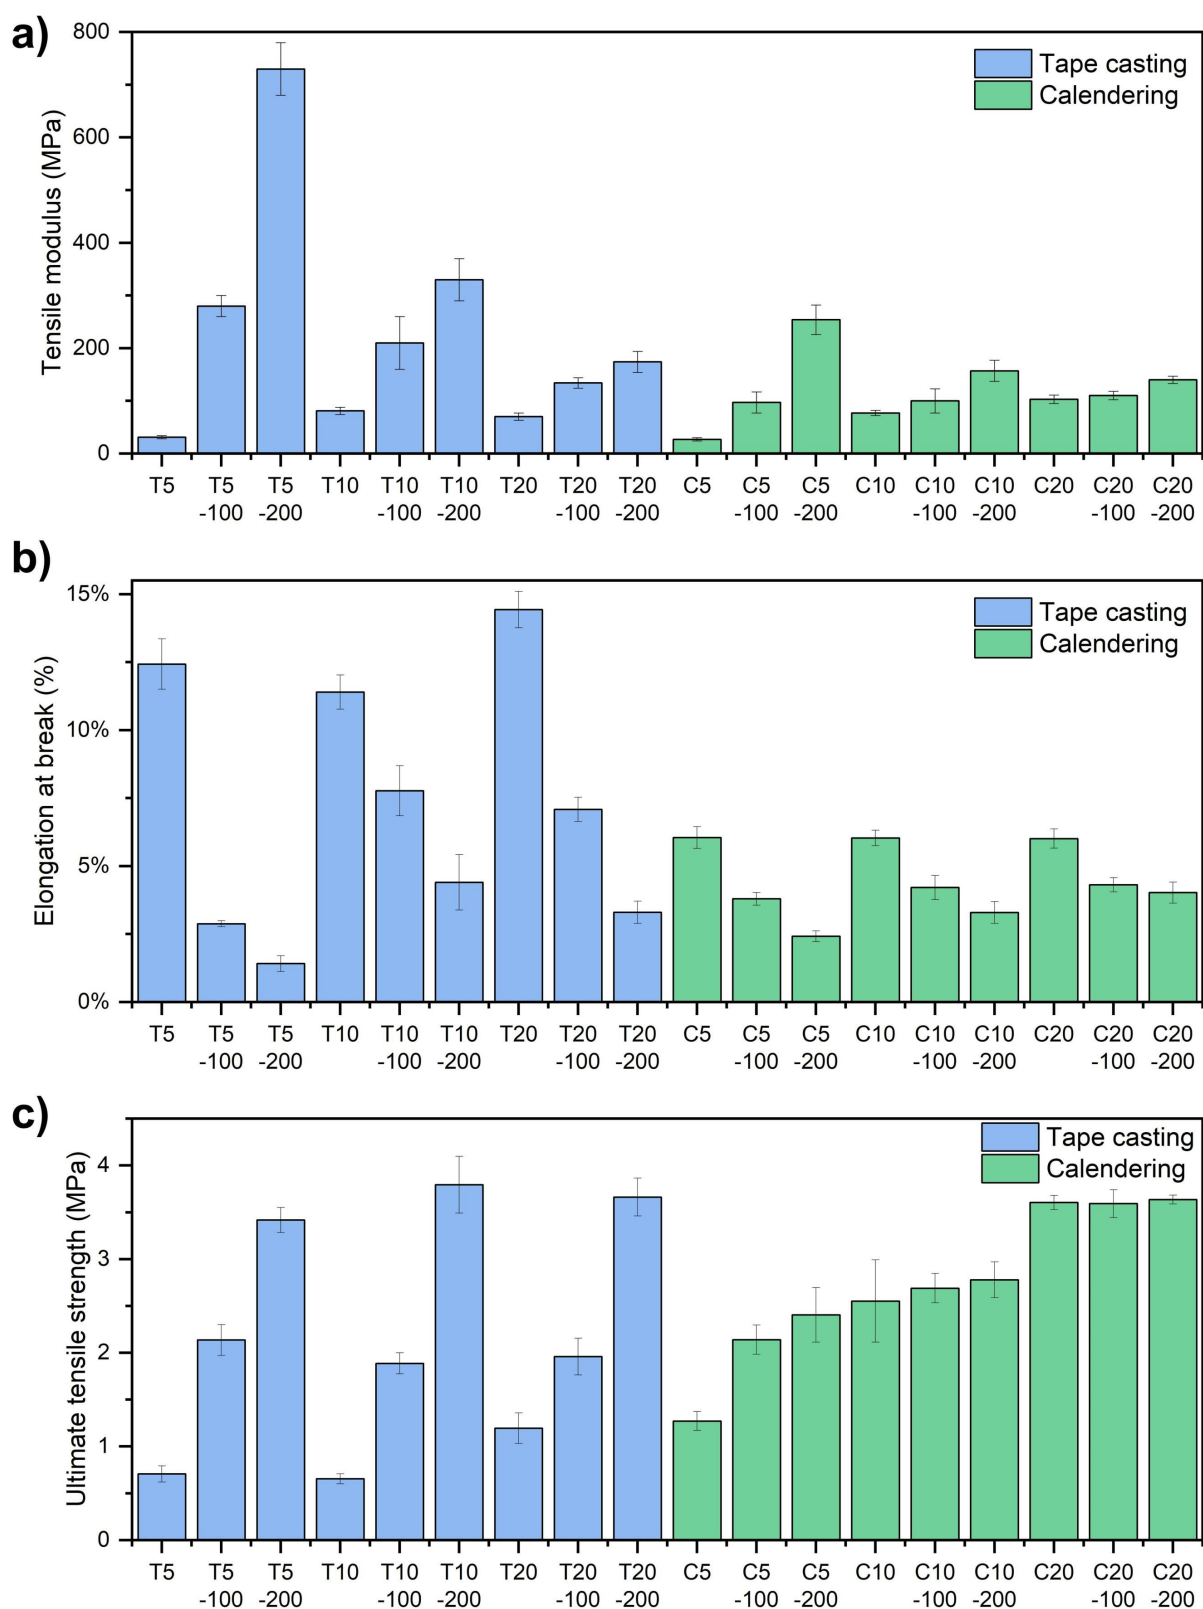 a)
Tensile modulus (MPa)
800
600
400
200
0
Tape casting
Calendering
T5 T5 T5 T10 T10 T10 T20 T20 T20 C5 C5 C5 C10 C10 C10 C20 C20 C20
-100 -200 -100 -200 -100 -200 -100 -200 -100 -200 -100 -200
b)
Elongation at break (%)
15%
10%
5%
0%
Tape casting
Calendering
T5 T5 T5 T10 T10 T10 T20 T20 T20 C5 C5 C5 C10 C10 C10 C20 C20 C20
-100 -200 -100 -200 -100 -200 -100 -200 -100 -200 -100 -200
c)
Ultimate tensile strength (MPa)
4
3
2
1
0
Tape casting
Calendering
T5 T5 T5 T10 T10 T10 T20 T20 T20 C5 C5 C5 C10 C10 C10 C20 C20 C20
-100 -200 -100 -200 -100 -200 -100 -200 -100 -200 -100 -200